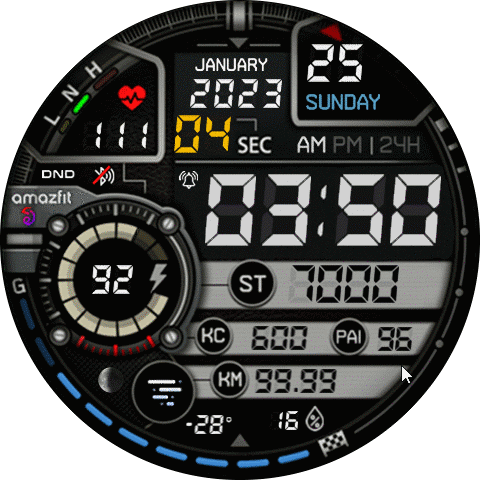 JANUARY
2023
04 SEC
25
SUNDAY
AM PM | 24H
L N H
111
DND
amazfit
03:50
92
G
ST 7000
KC 600 PAI 96
KM 99.99
-28° 16